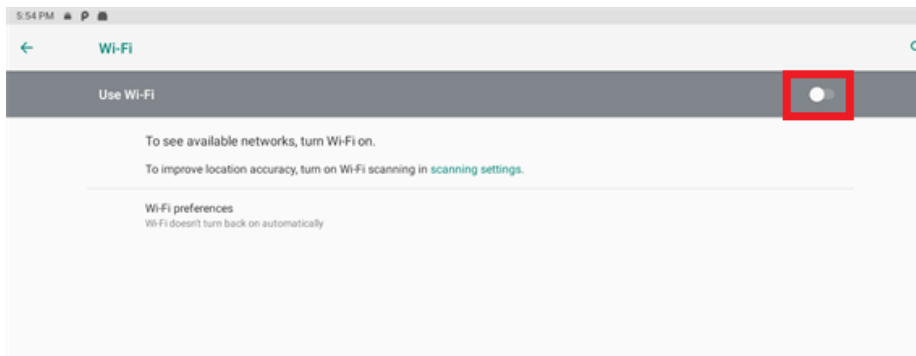 5:54 PM
Wi-Fi
Use Wi-Fi
To see available networks, turn Wi-Fi on.
To improve location accuracy, turn on Wi-Fi scanning in scanning settings.
Wi-Fi preferences
Wi-Fi doesn't turn back on automatically